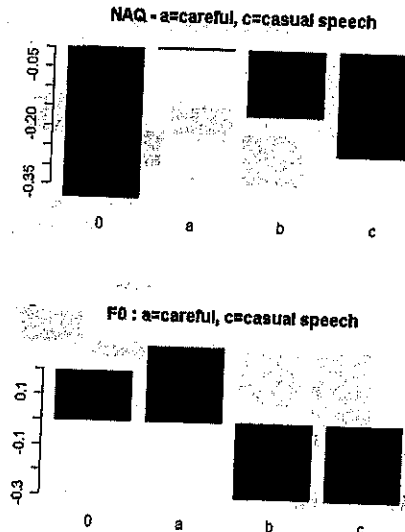 NAQ - a=careful, c=casual speech
-0.05
-0.20
-0.35
0 a b c
F0 : a=careful, c=casual speech
0.1
-0.1
-0.3
0 a b c